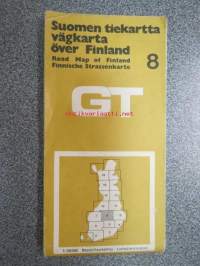 Suomen tiekartta
vägkarta
över Finland
Road Map of Finland
Finnische Strassenkarte
8
GT